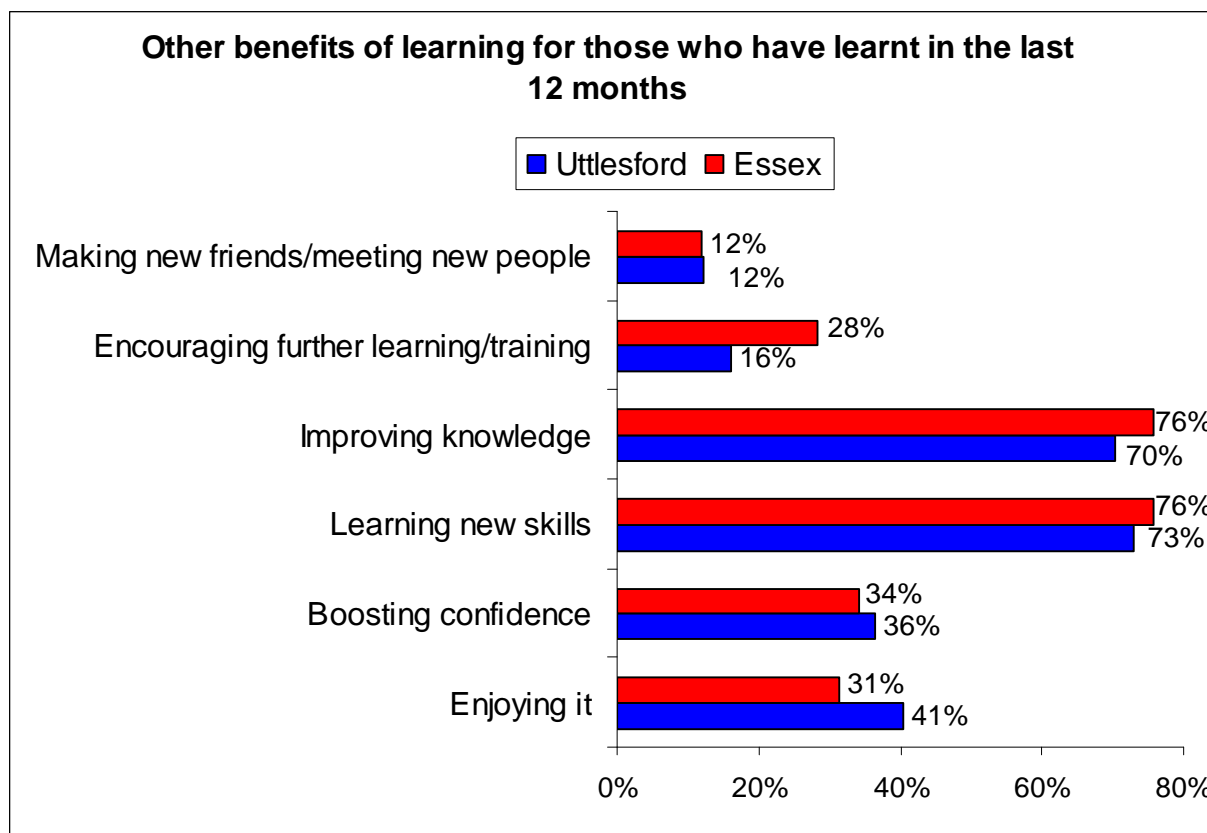 Other benefits of learning for those who have learnt in the last
12 months
Uttlesford Essex
Making new friends/meeting new people
12%
12%
Encouraging further learning/training
28%
16%
Improving knowledge
76%
70%
Learning new skills
76%
73%
Boosting confidence
34%
36%
Enjoying it
31%
41%
0% 20% 40% 60% 80%